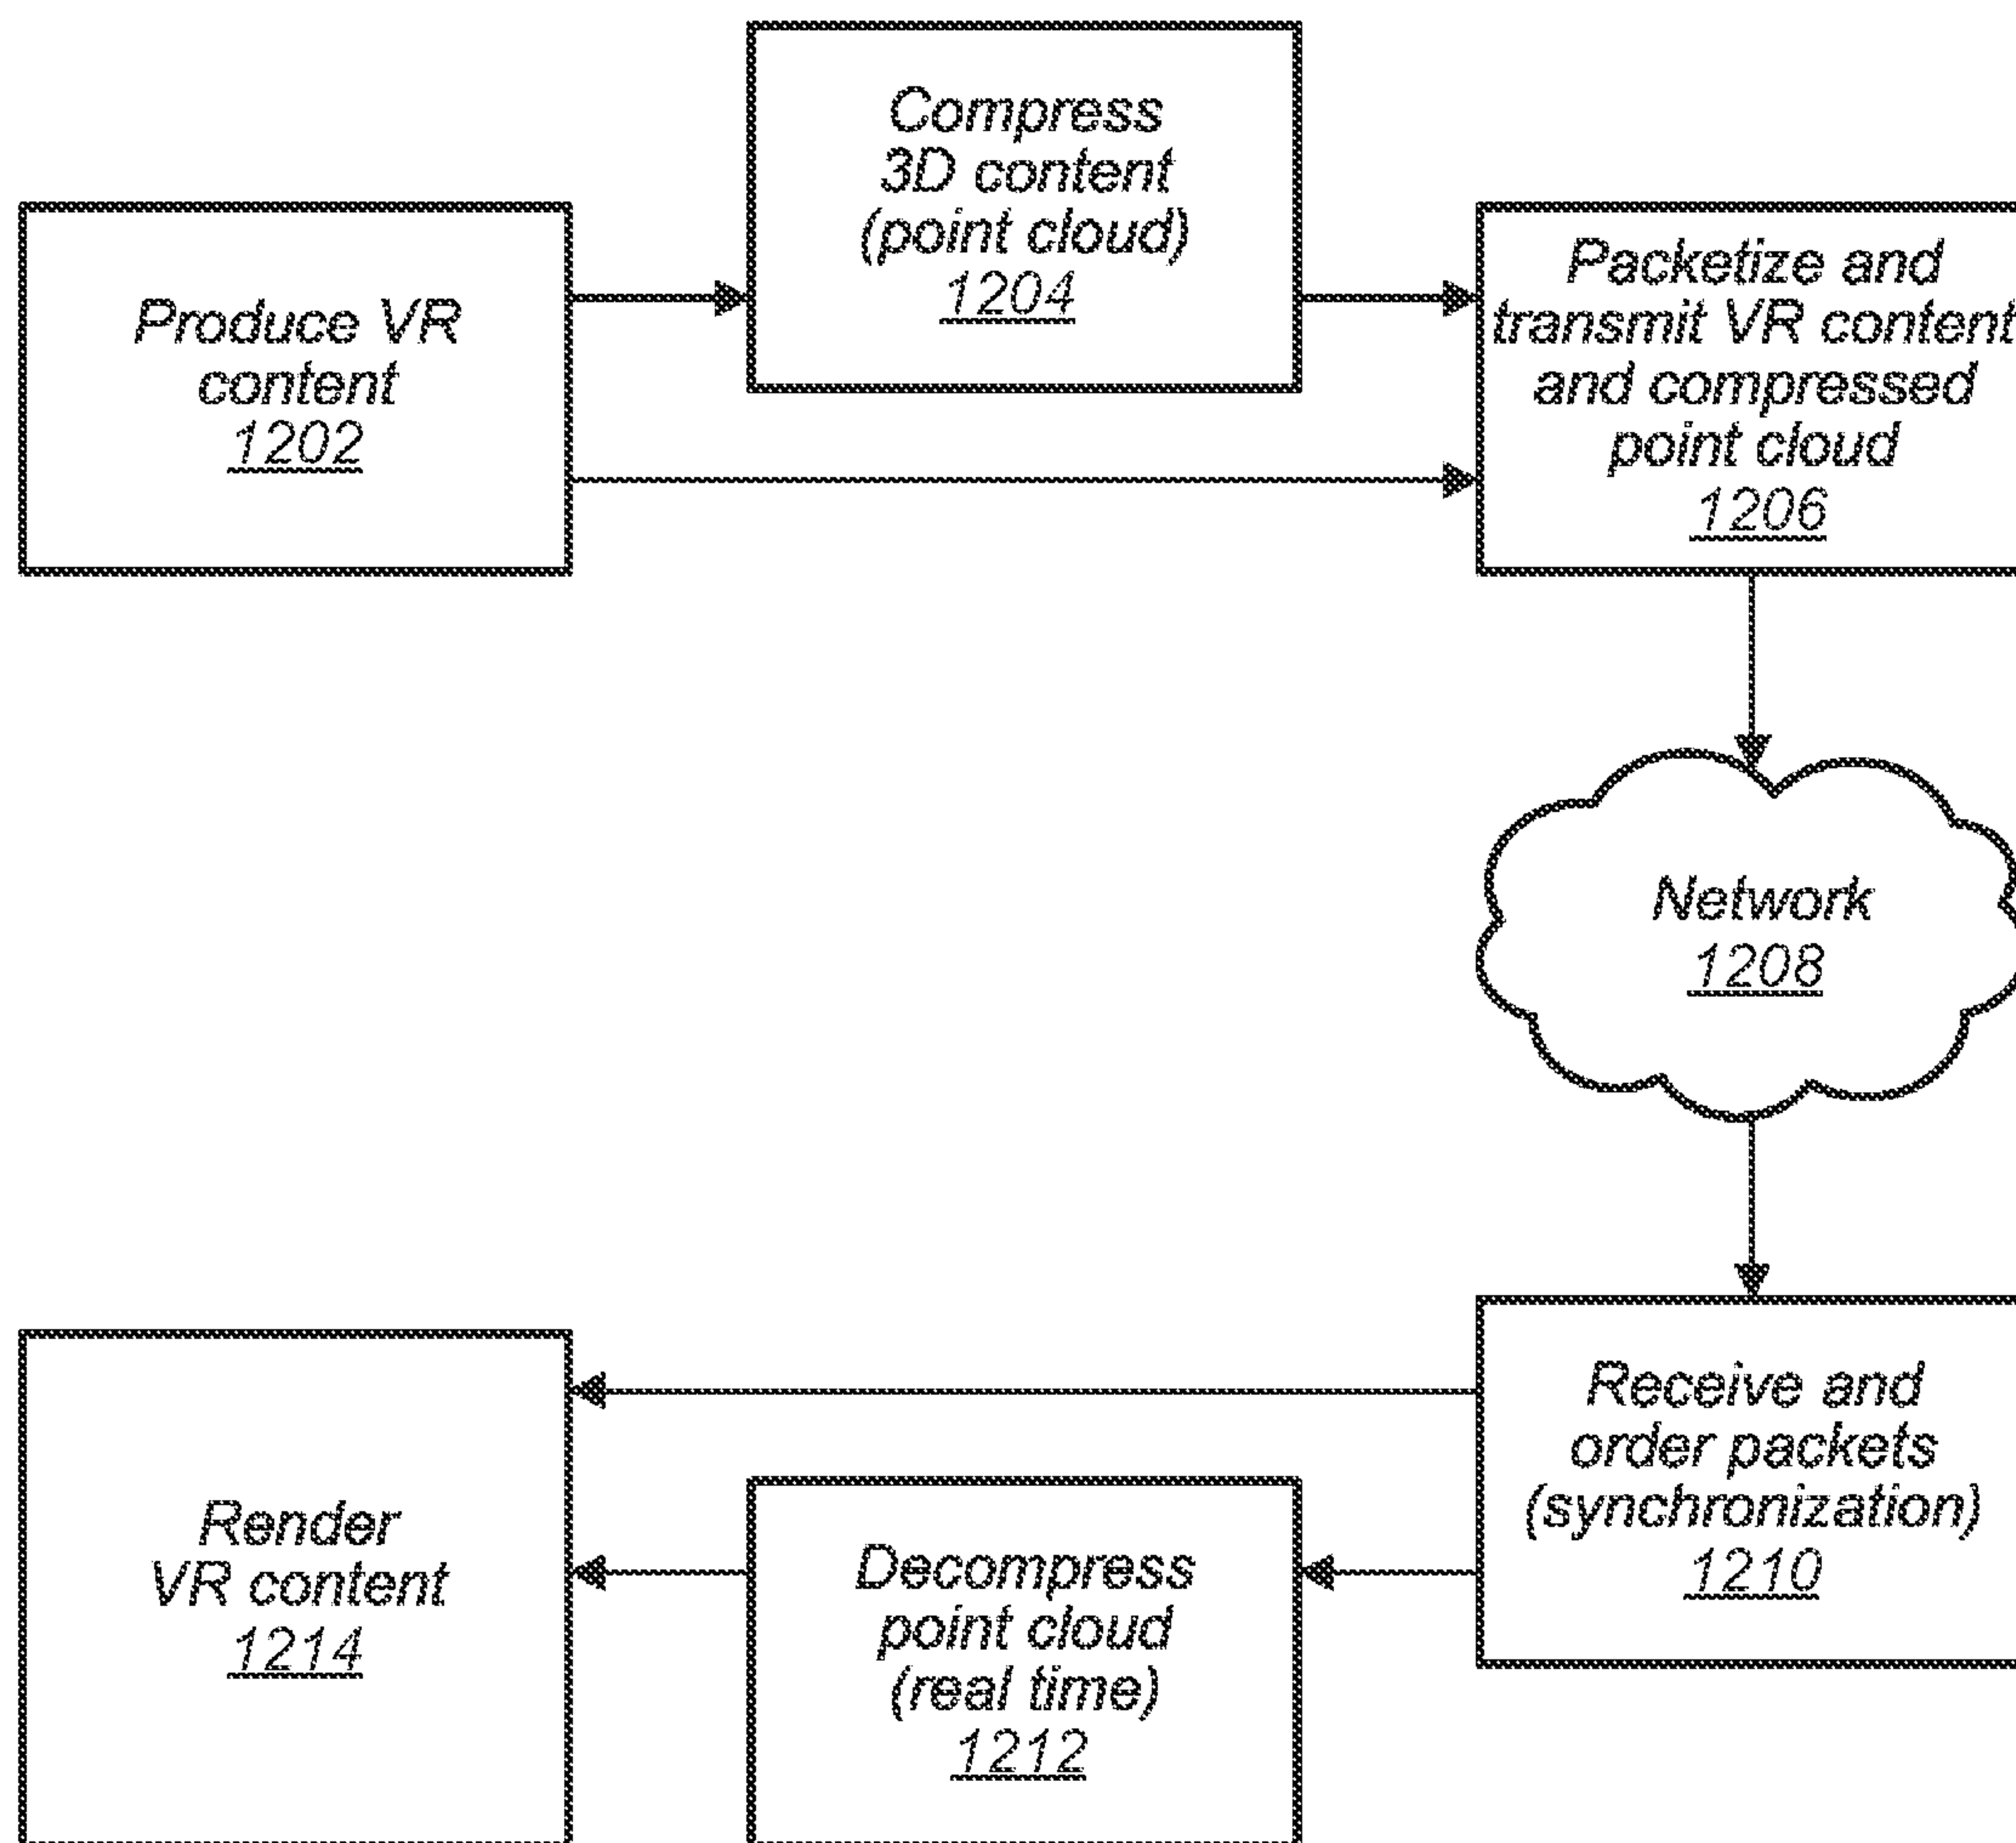 Produce VR
content
1202
Compress
3D content
(point cloud)
1204
Packetize and
transmit VR content
and compressed
point cloud
1206
Network
1208
Receive and
order packets
(synchronization)
1210
Decompress
point cloud
(real time)
1212
Render
VR content
1214